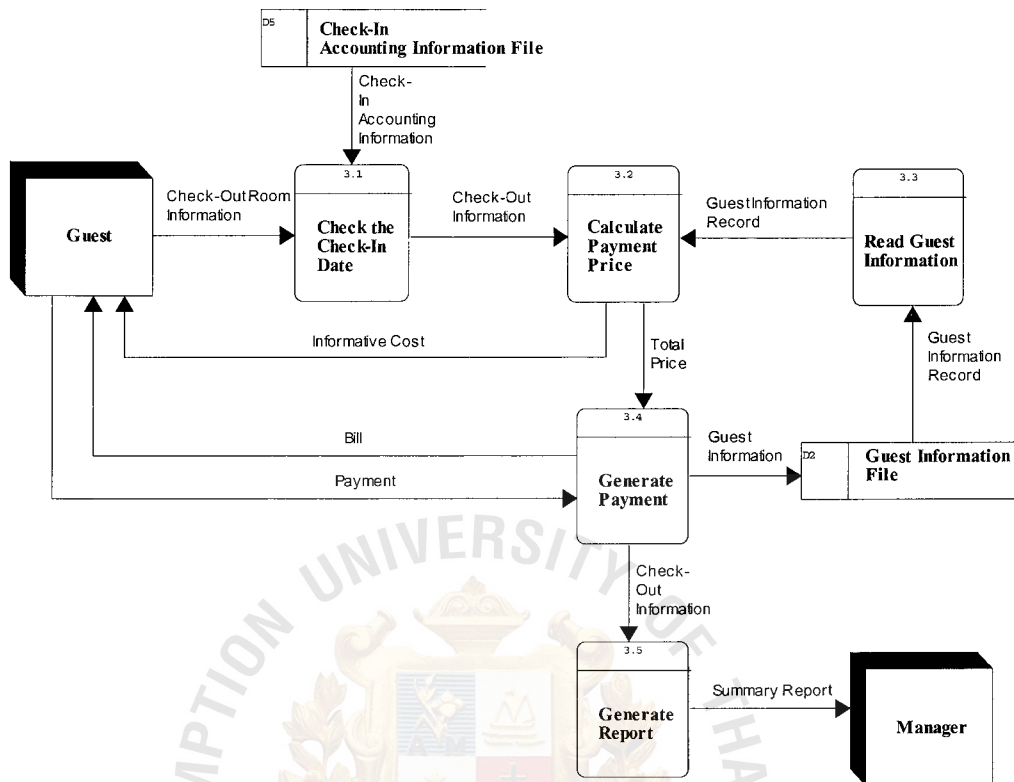 D5
Check-In
Accounting Information File
Check-
In
Accounting
Information
3.1
Check the
Check-In
Date
3.2
Calculate
Payment
Price
3.3
Read Guest
Information
Guest
Check-Out Room
Information
Check-Out
Information
Guest Information
Record
Informative Cost
Total
Price
Guest
Information
Record
Bill
Payment
3.4
Generate
Payment
Guest
Information
D2
Guest Information
File
Check-
Out
Information
3.5
Generate
Report
Summary Report
Manager
UNIVERSITY OF
A M